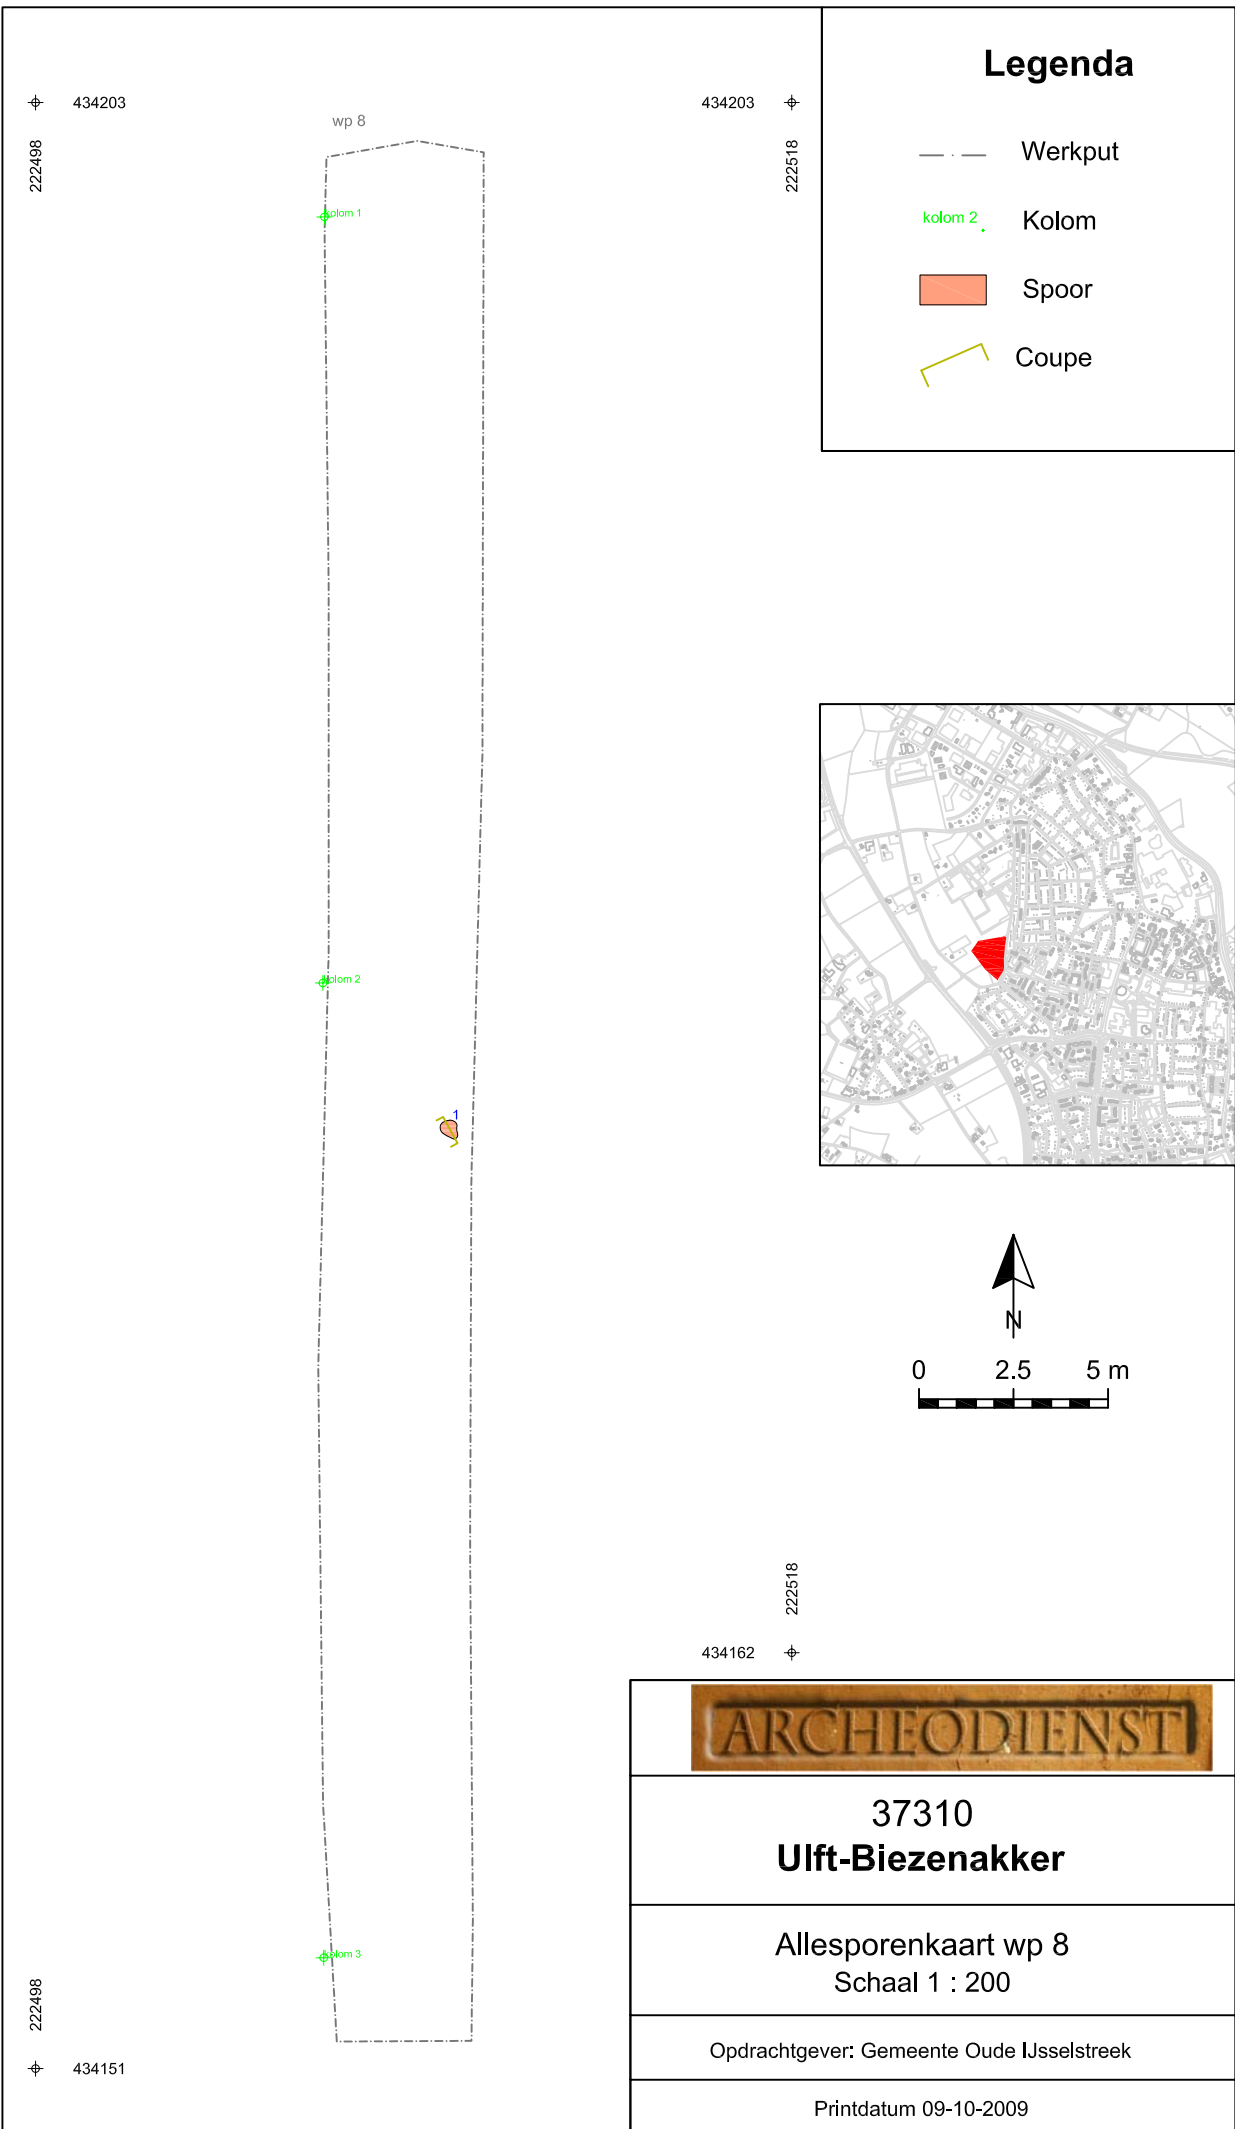 Legenda
Werkput
kolom 2 Kolom
Spoor
Coupe
434203
222498
434203
222518
wp 8
kolom 1
kolom 2
1
kolom 3
N
0 2.5 5 m
222518
434162
222498
434151
ARCHEODIENST
37310
Ulft-Biezenakker
Allesporenkaart wp 8
Schaal 1 : 200
Opdrachtgever: Gemeente Oude IJsselstreek
Printdatum 09-10-2009